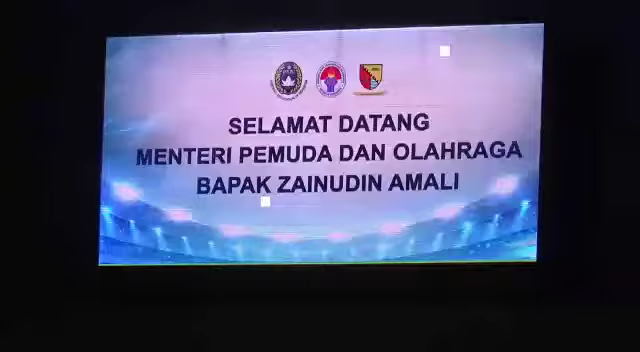 SELAMAT DATANG
MENTERI PEMUDA DAN OLAHRAGA
BAPAK ZAINUDIN AMALI